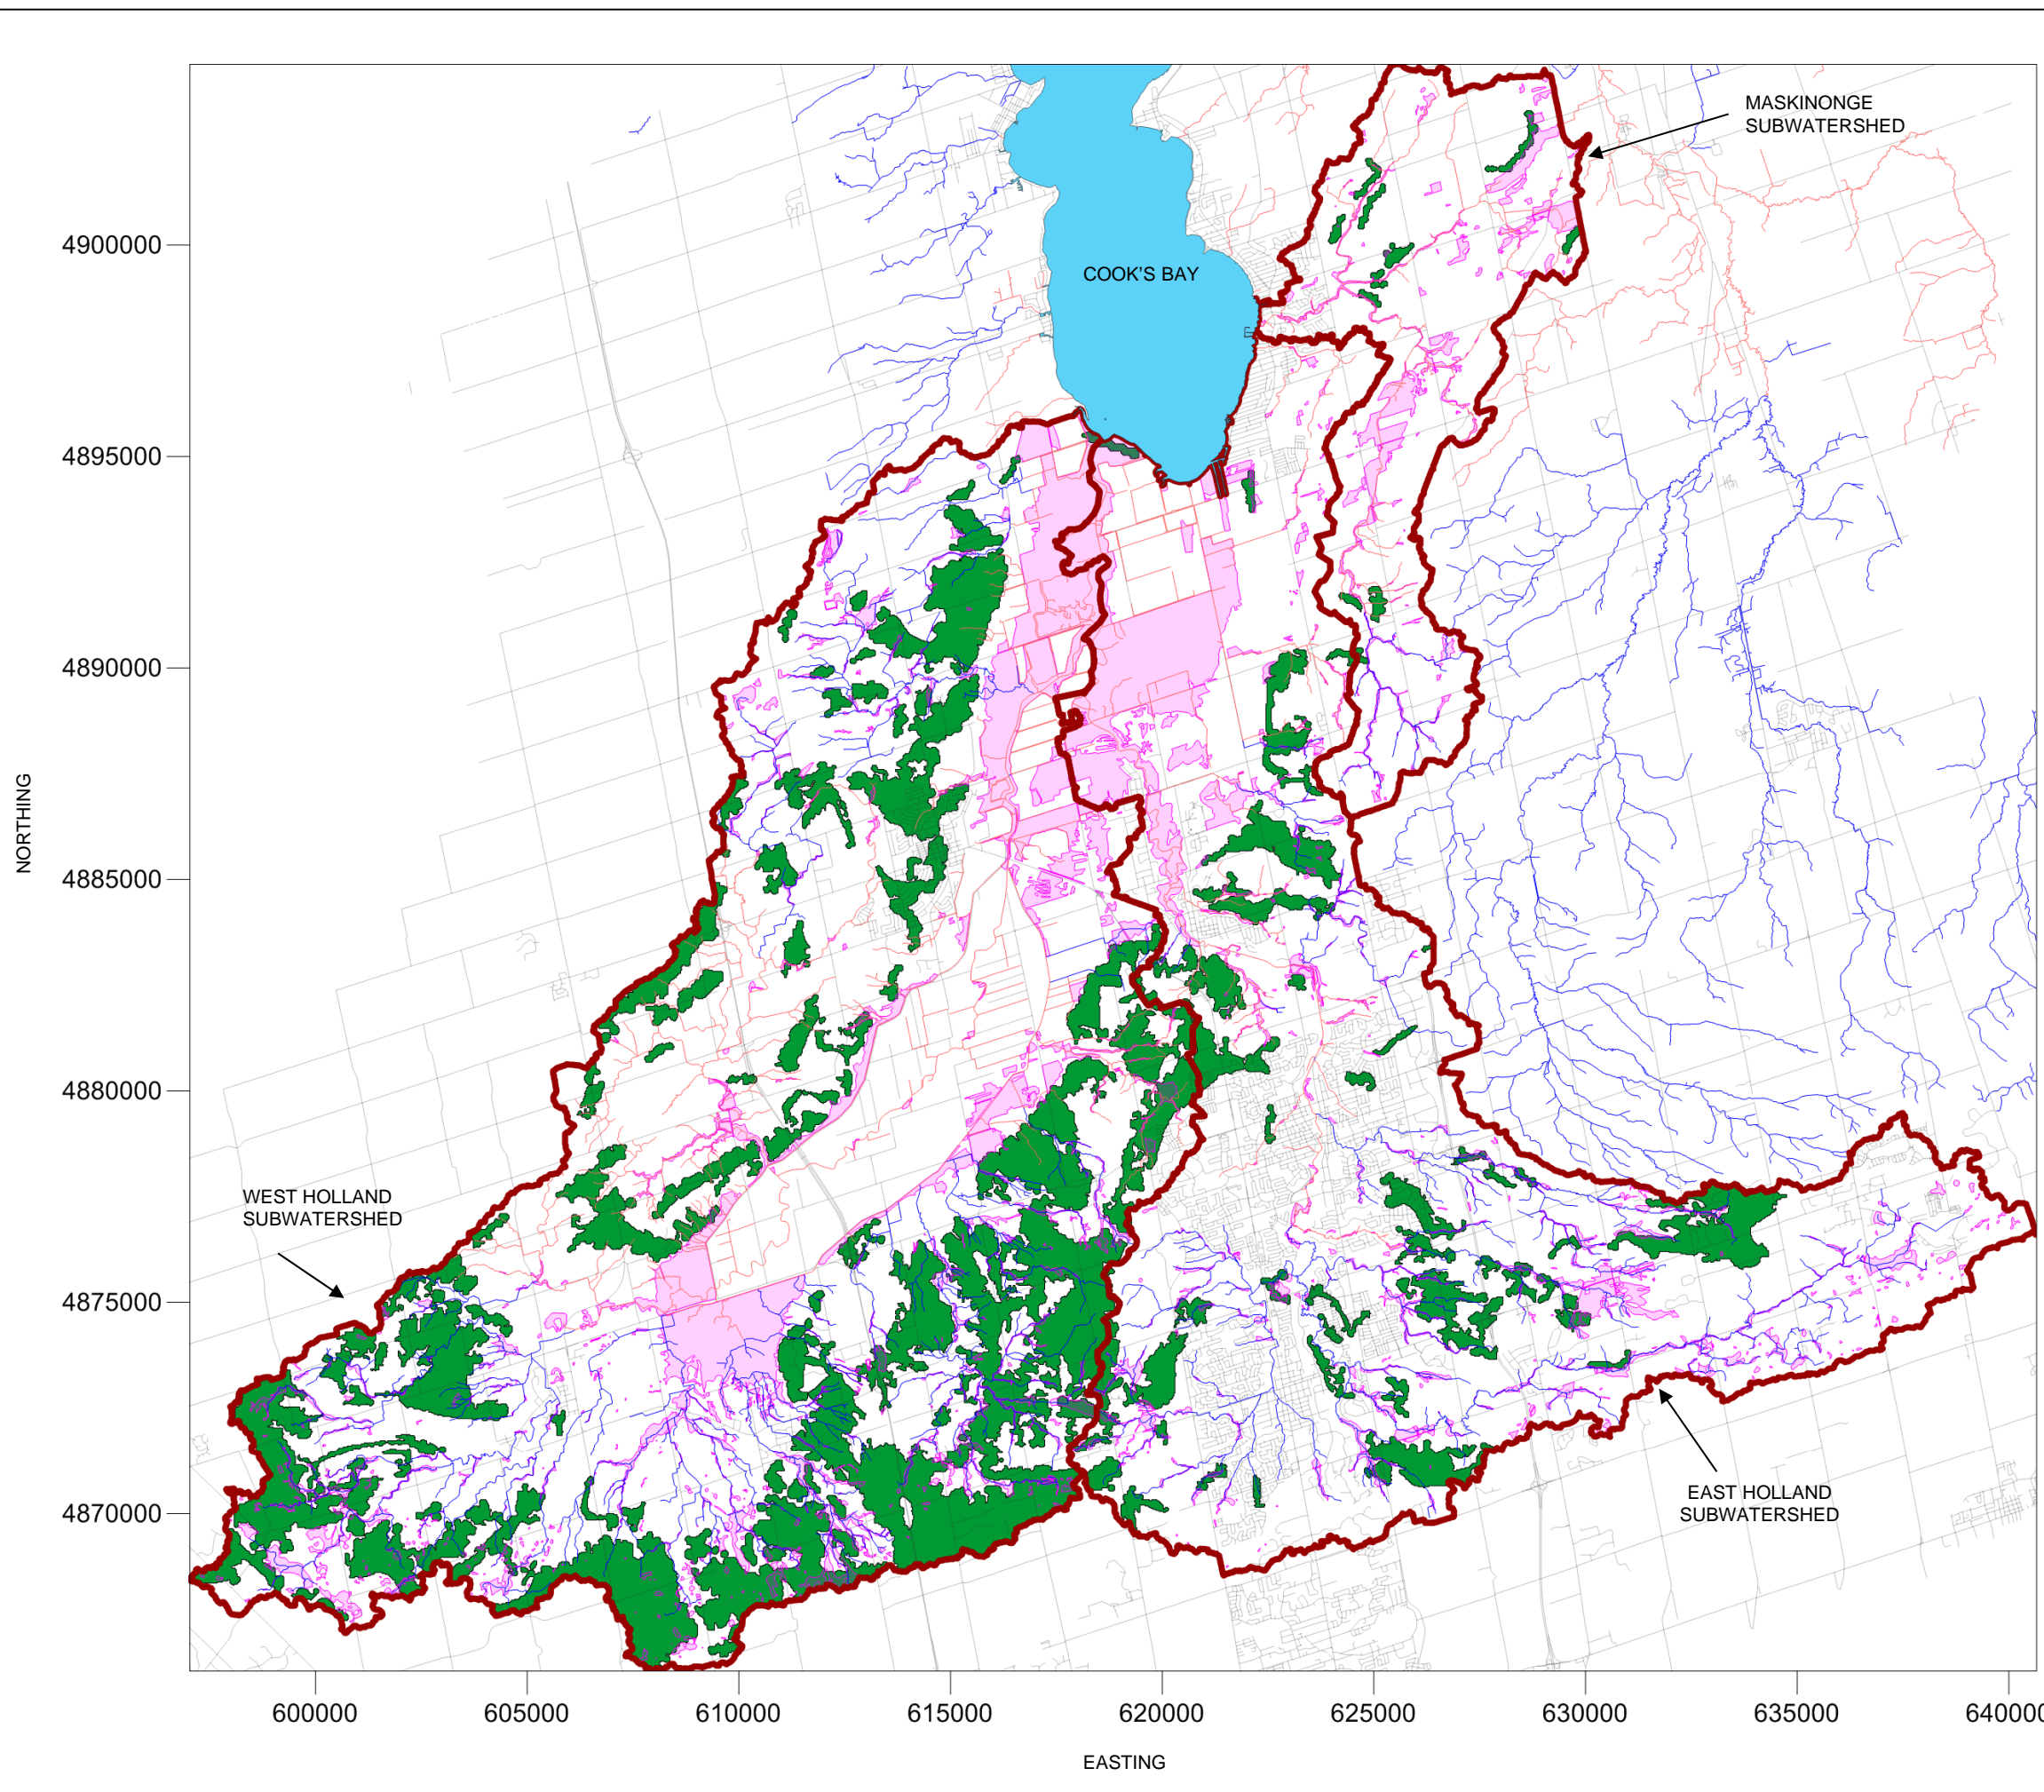 MASKINONGE
SUBWATERSHED
COOK'S BAY
WEST HOLLAND
SUBWATERSHED
EAST HOLLAND
SUBWATERSHED
NORTHING
4900000
4895000
4890000
4885000
4880000
4875000
4870000
600000 605000 610000 615000 620000 625000 630000 635000 640000
EASTING